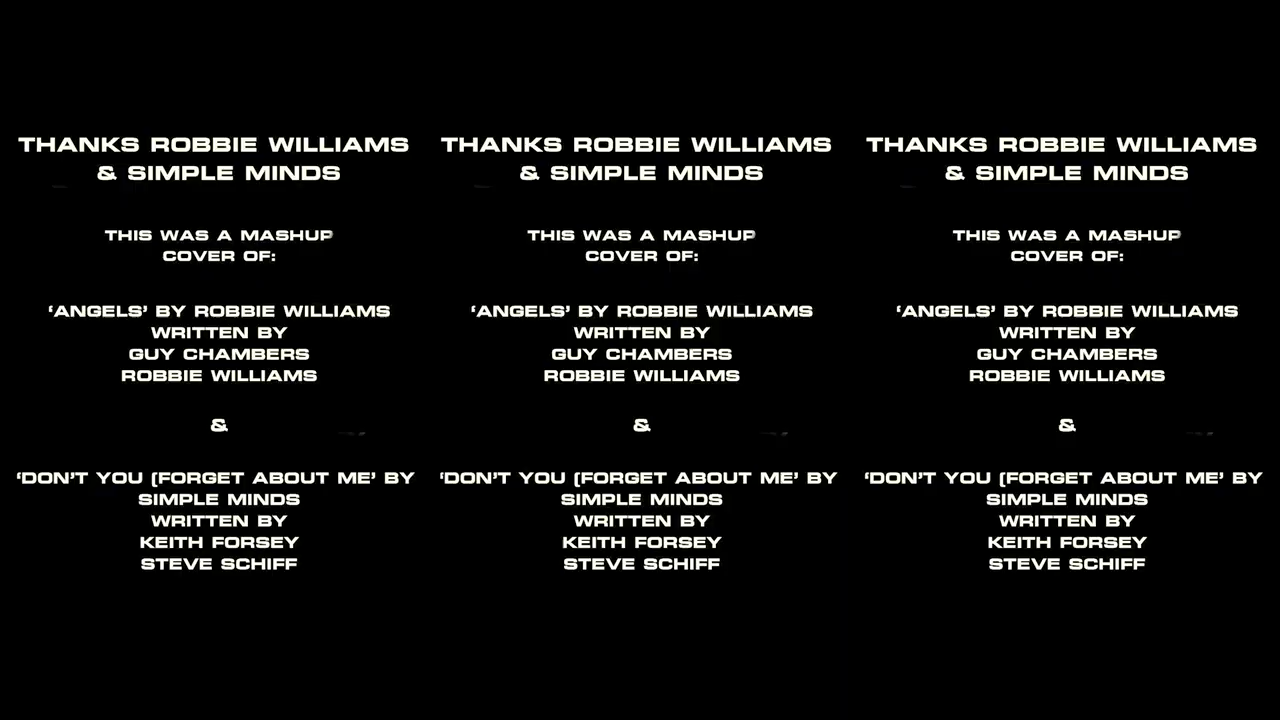 THANKS ROBBIE WILLIAMS
& SIMPLE MINDS
THIS WAS A MASHUP
COVER OF:
‘ANGELS’ BY ROBBIE WILLIAMS
WRITTEN BY
GUY CHAMBERS
ROBBIE WILLIAMS
&
‘DON’T YOU (FORGET ABOUT ME’ BY
SIMPLE MINDS
WRITTEN BY
KEITH FORSEY
STEVE SCHIFF
THANKS ROBBIE WILLIAMS
& SIMPLE MINDS
THIS WAS A MASHUP
COVER OF:
‘ANGELS’ BY ROBBIE WILLIAMS
WRITTEN BY
GUY CHAMBERS
ROBBIE WILLIAMS
&
‘DON’T YOU (FORGET ABOUT ME’ BY
SIMPLE MINDS
WRITTEN BY
KEITH FORSEY
STEVE SCHIFF
THANKS ROBBIE WILLIAMS
& SIMPLE MINDS
THIS WAS A MASHUP
COVER OF:
‘ANGELS’ BY ROBBIE WILLIAMS
WRITTEN BY
GUY CHAMBERS
ROBBIE WILLIAMS
&
‘DON’T YOU (FORGET ABOUT ME’ BY
SIMPLE MINDS
WRITTEN BY
KEITH FORSEY
STEVE SCHIFF